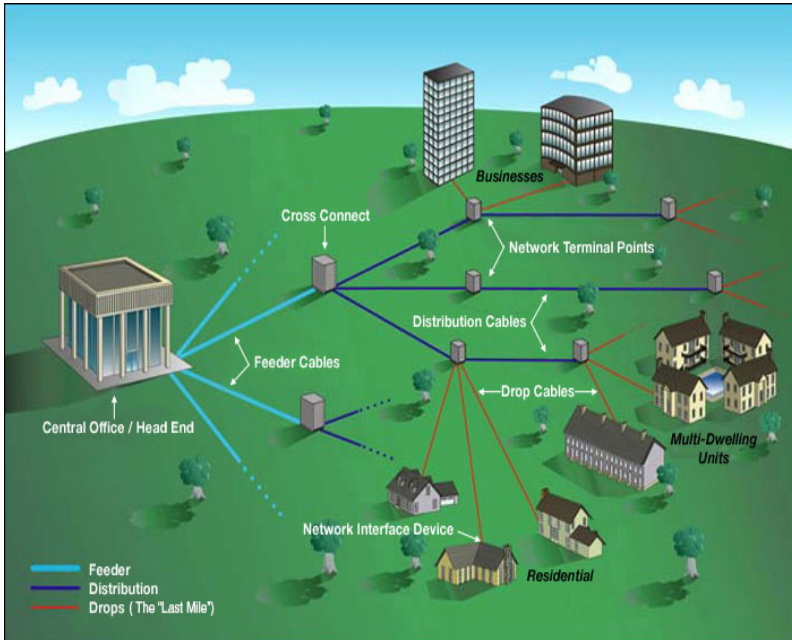 Businesses
Cross Connect
Network Terminal Points
Distribution Cables
Feeder Cables
Drop Cables
Central Office / Head End
Multi-Dwelling
Units
Network Interface Device
Residential
Feeder
Distribution
Drops ( The "Last Mile")